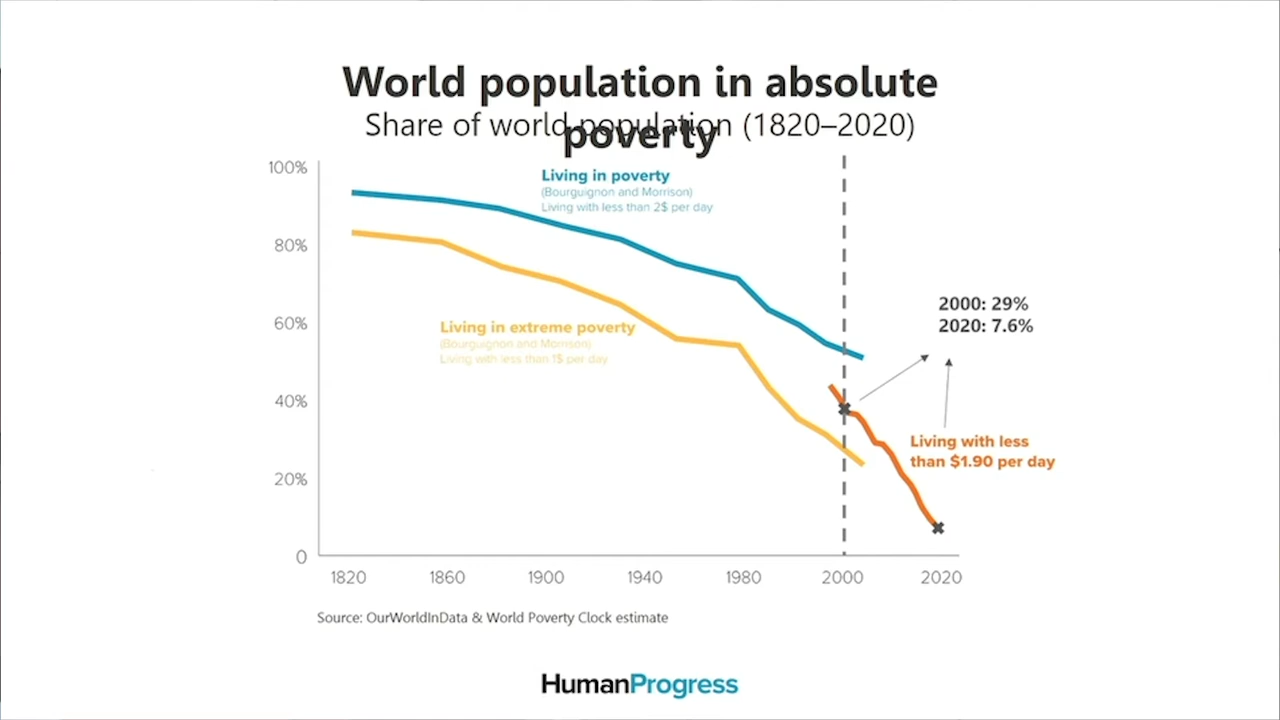 World population in absolute
poverty
Share of world population (1820–2020)
100%
80%
60%
40%
20%
0
Living in poverty
(Bourguignon and Morrison)
Living with less than 2$ per day
Living in extreme poverty
(Bourguignon and Morrison)
Living with less than 1$ per day
2000: 29%
2020: 7.6%
Living with less
than $1.90 per day
1820 1860 1900 1940 1980 2000 2020
Source: OurWorldInData & World Poverty Clock estimate
HumanProgress